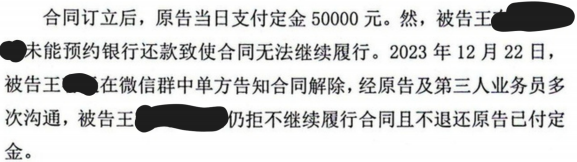 合同订立后，原告当日支付定金 50000 元。然，被告王
未能预约银行还款致使合同无法继续履行。2023 年 12 月 22 日，
被告王在微信群中单方告知合同解除，经原告及第三人业务员多
次沟通，被告王仍拒不继续履行合同且不退还原告已付定
金。